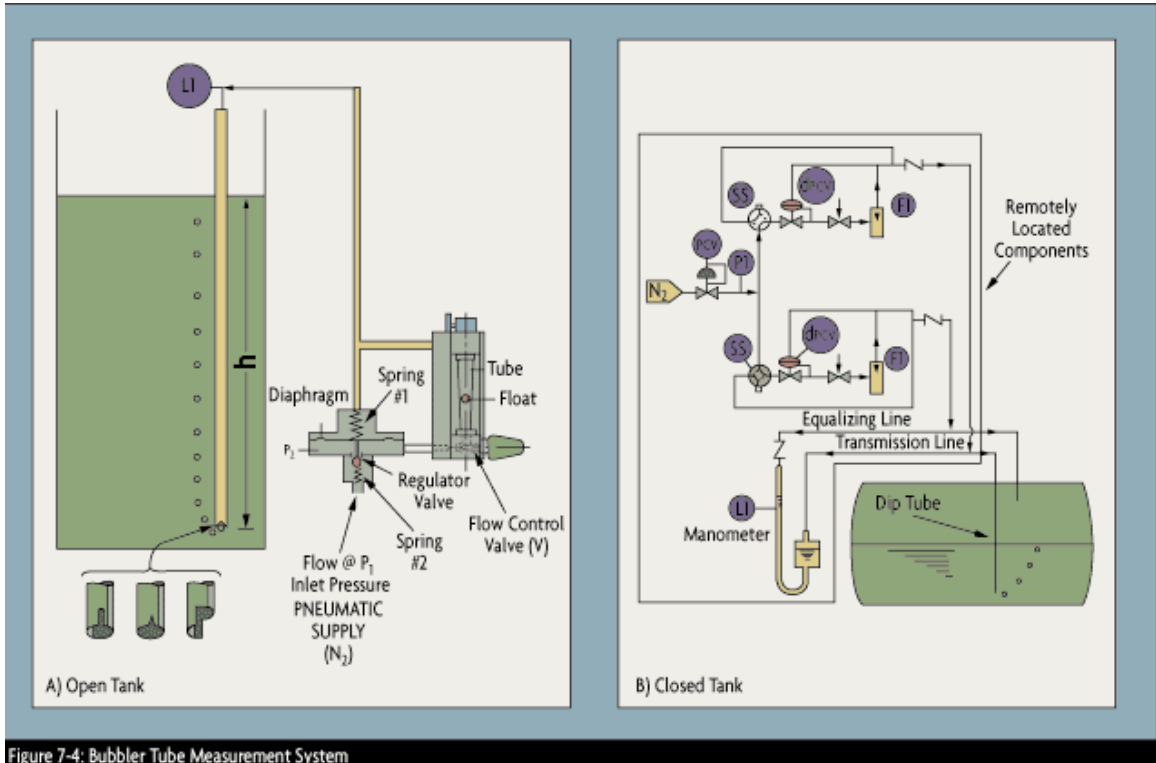 LI
h
Diaphragm
Spring
#1
Tube
Float
P₂
Regulator
Valve
Spring
#2
Flow Control
Valve (V)
Flow @ P₁
Inlet Pressure
PNEUMATIC
SUPPLY
(N₂)
A) Open Tank
SS
dPCV
FI
PCV
PI
N₂
Remotely
Located
Components
SS
dPCV
FI
Equalizing Line
Transmission Line
LI
Manometer
Dip Tube
B) Closed Tank
Figure 7-4: Bubbler Tube Measurement System